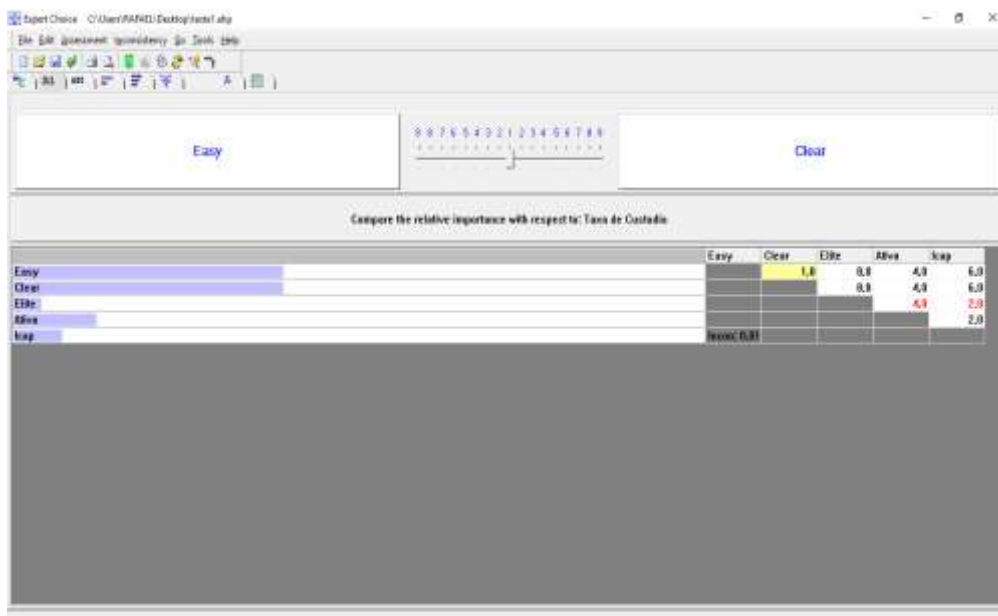 Expert Choice C:\Users\RAFAEL\Desktop\teste1.ahp
File Edit Assessment Inconsistency Go Tools Help
ABC
Easy
9 8 7 6 5 4 3 2 1 2 3 4 5 6 7 8 9
Clear
Compare the relative importance with respect to: Taxa de Custódia
Easy Clear Elite Ativa Icap
Easy 1,0 8,0 4,0 6,0
Clear 8,0 4,0 6,0
Elite 4,0 2,0
Ativa 2,0
Icap Incon: 0,01